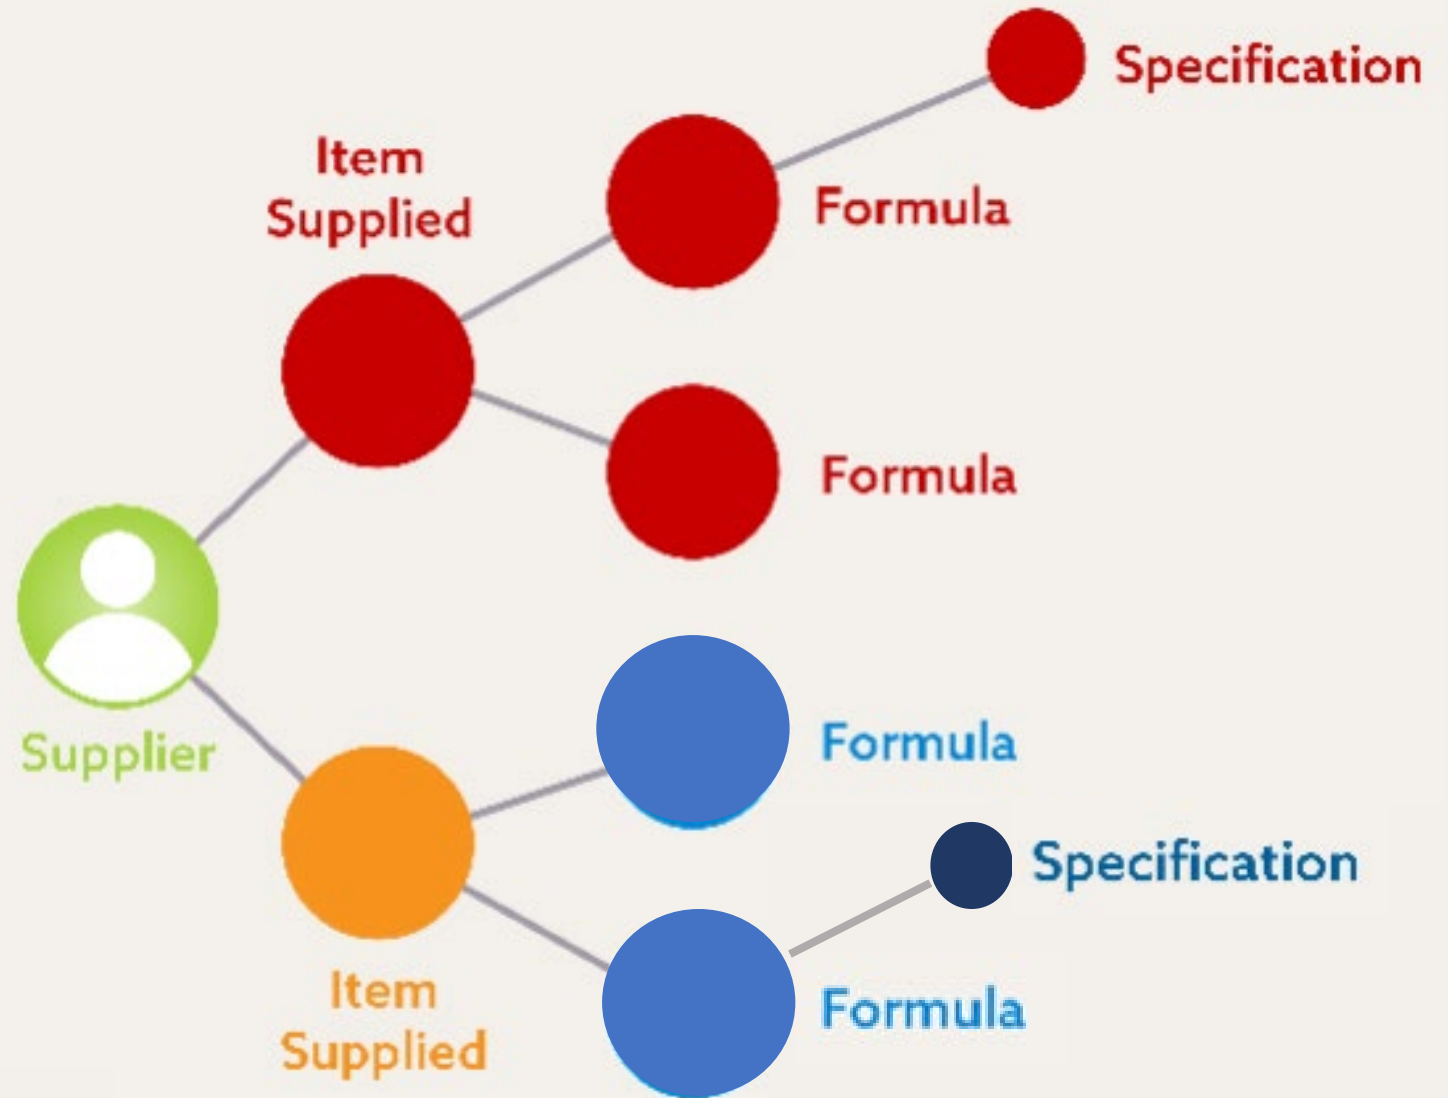 Specification
Item
Supplied
Formula
Formula
Supplier
Formula
Specification
Item
Supplied
Formula